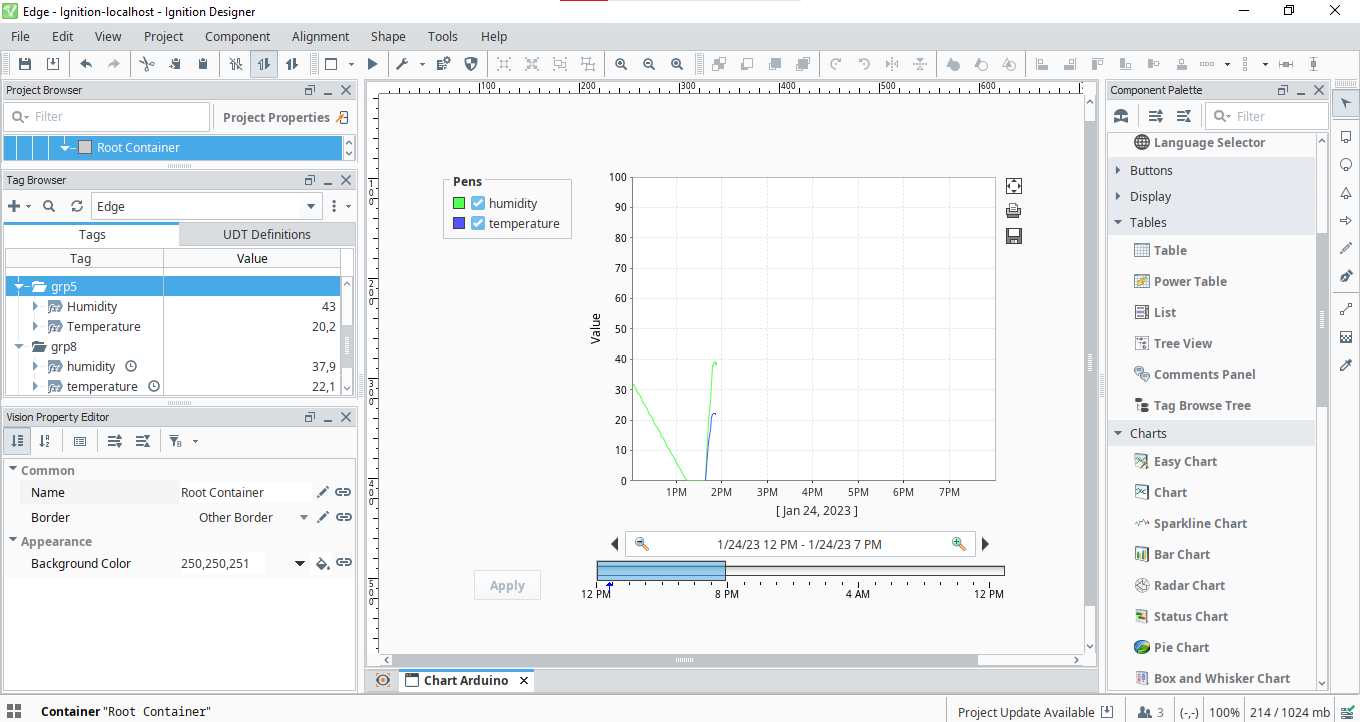 Edge - Ignition-localhost - Ignition Designer
File Edit View Project Component Alignment Shape Tools Help
Project Browser
Filter
Project Properties
Root Container
Tag Browser
Edge
Tags UDT Definitions
Tag Value
grp5
Humidity 43
Temperature 20,2
grp8
humidity 37,9
temperature 22,1
Vision Property Editor
Common
Name Root Container
Border Other Border
Appearance
Background Color 250,250,251
100 200 300 400 500 600
100
200
300
400
500
Pens
humidity
temperature
Apply
100
90
80
70
60
50
40
30
20
10
0
Value
1PM 2PM 3PM 4PM 5PM 6PM 7PM
[ Jan 24, 2023 ]
1/24/23 12 PM - 1/24/23 7 PM
12 PM 8 PM 4 AM 12 PM
Chart Arduino
Component Palette
Filter
Language Selector
Buttons
Display
Tables
Table
Power Table
List
Tree View
Comments Panel
Tag Browse Tree
Charts
Easy Chart
Chart
Sparkline Chart
Bar Chart
Radar Chart
Status Chart
Pie Chart
Box and Whisker Chart
Container "Root Container"
Project Update Available 3 (-,-) 100% 214 / 1024 mb